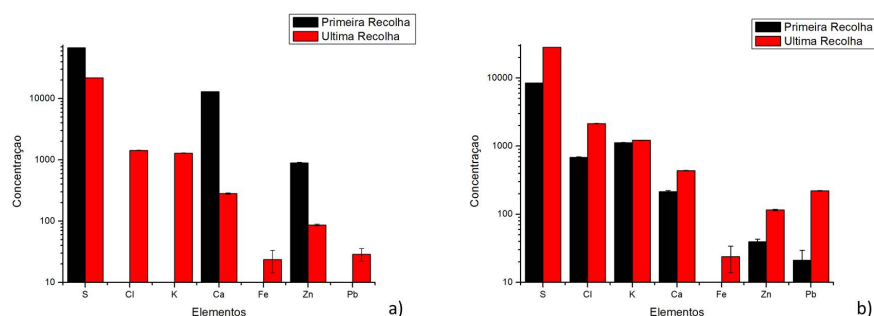 Primeira Recolha
Ultima Recolha
10000
1000
100
10
Concentraçao
S Cl K Ca Fe Zn Pb
Elementos
a)
Primeira Recolha
Ultima Recolha
10000
1000
100
10
Concentraçao
S Cl K Ca Fe Zn Pb
Elementos
b)